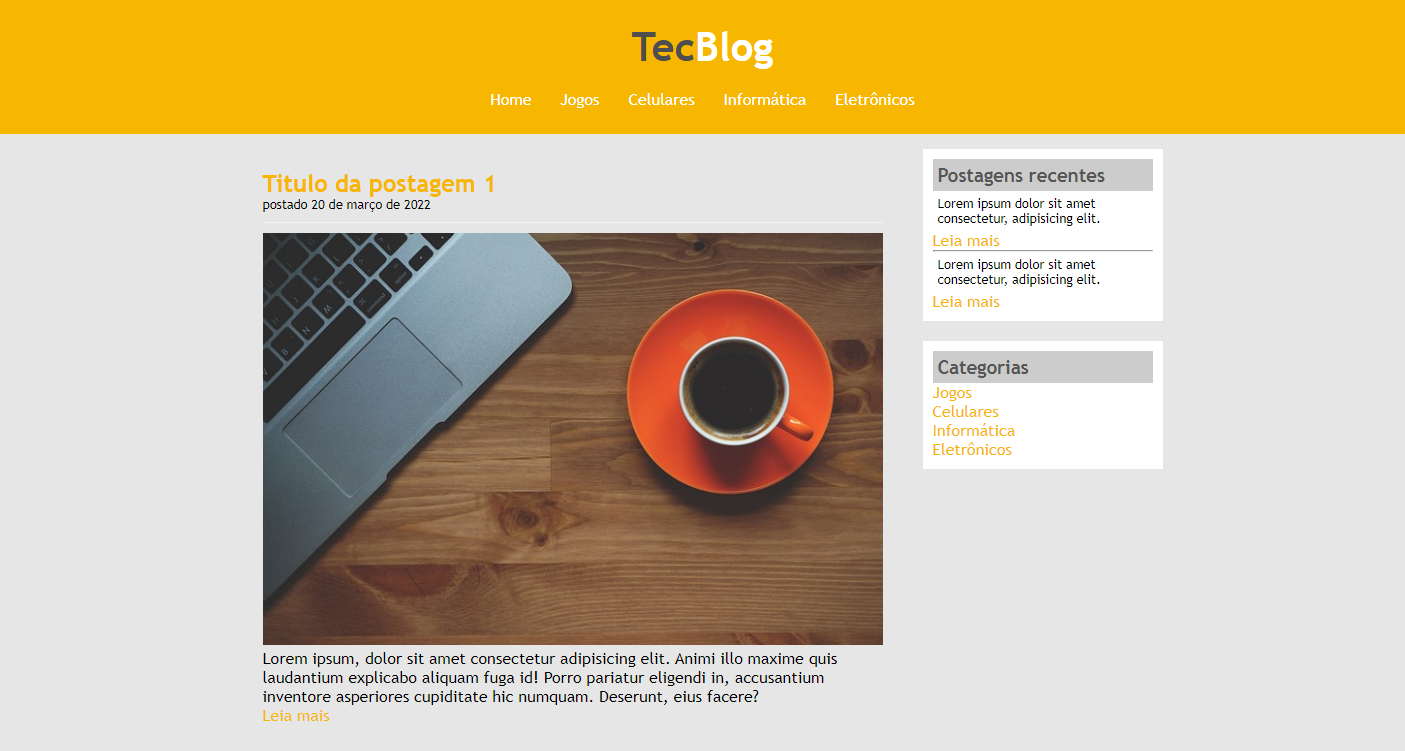 TecBlog
Home Jogos Celulares Informática Eletrônicos
Titulo da postagem 1
postado 20 de março de 2022
Lorem ipsum, dolor sit amet consectetur adipisicing elit. Animi illo maxime quis
laudantium explicabo aliquam fuga id! Porro pariatur eligendi in, accusantium
inventore asperiores cupiditate hic numquam. Deserunt, eius facere?
Leia mais
Postagens recentes
Lorem ipsum dolor sit amet
consectetur, adipisicing elit.
Leia mais
Lorem ipsum dolor sit amet
consectetur, adipisicing elit.
Leia mais
Categorias
Jogos
Celulares
Informática
Eletrônicos